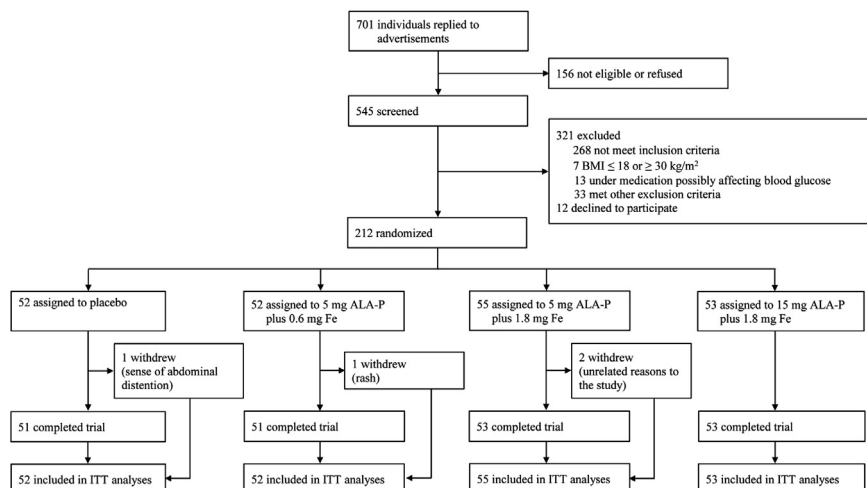 701 individuals replied to
advertisements
156 not eligible or refused
545 screened
321 excluded
268 not meet inclusion criteria
7 BMI ≤ 18 or ≥ 30 kg/m²
13 under medication possibly affecting blood glucose
33 met other exclusion criteria
12 declined to participate
212 randomized
52 assigned to placebo
52 assigned to 5 mg ALA-P
plus 0.6 mg Fe
55 assigned to 5 mg ALA-P
plus 1.8 mg Fe
53 assigned to 15 mg ALA-P
plus 1.8 mg Fe
1 withdrew
(sense of abdominal
distention)
1 withdrew
(rash)
2 withdrew
(unrelated reasons to
the study)
51 completed trial
51 completed trial
53 completed trial
53 completed trial
52 included in ITT analyses
52 included in ITT analyses
55 included in ITT analyses
53 included in ITT analyses